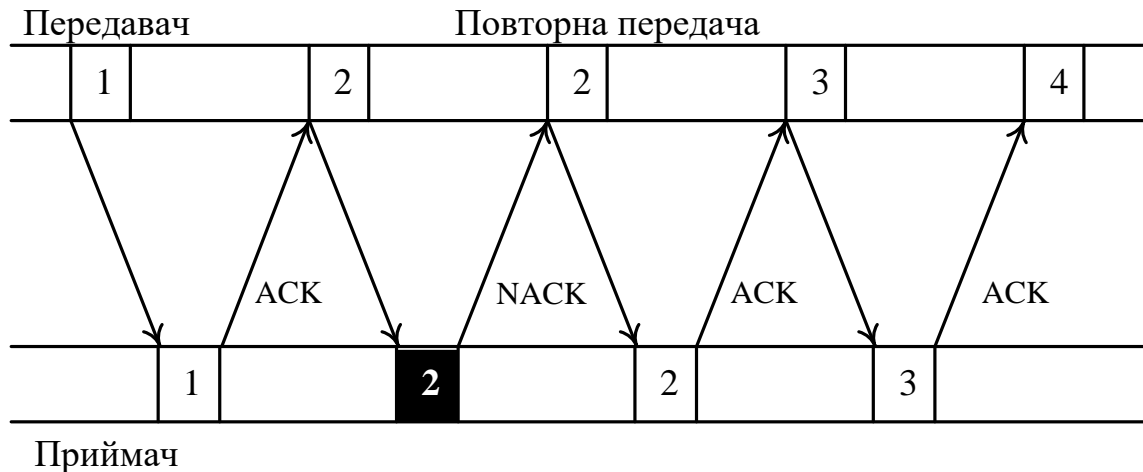 Передавач Повторна передача
1 2 2 3 4
ACK NACK ACK ACK
1 2 2 3
Приймач